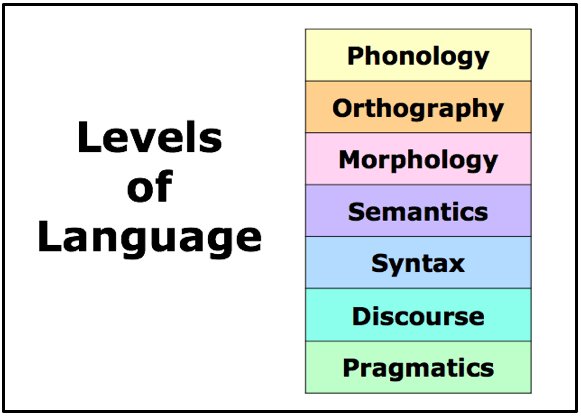 Levels
of
Language
Phonology
Orthography
Morphology
Semantics
Syntax
Discourse
Pragmatics